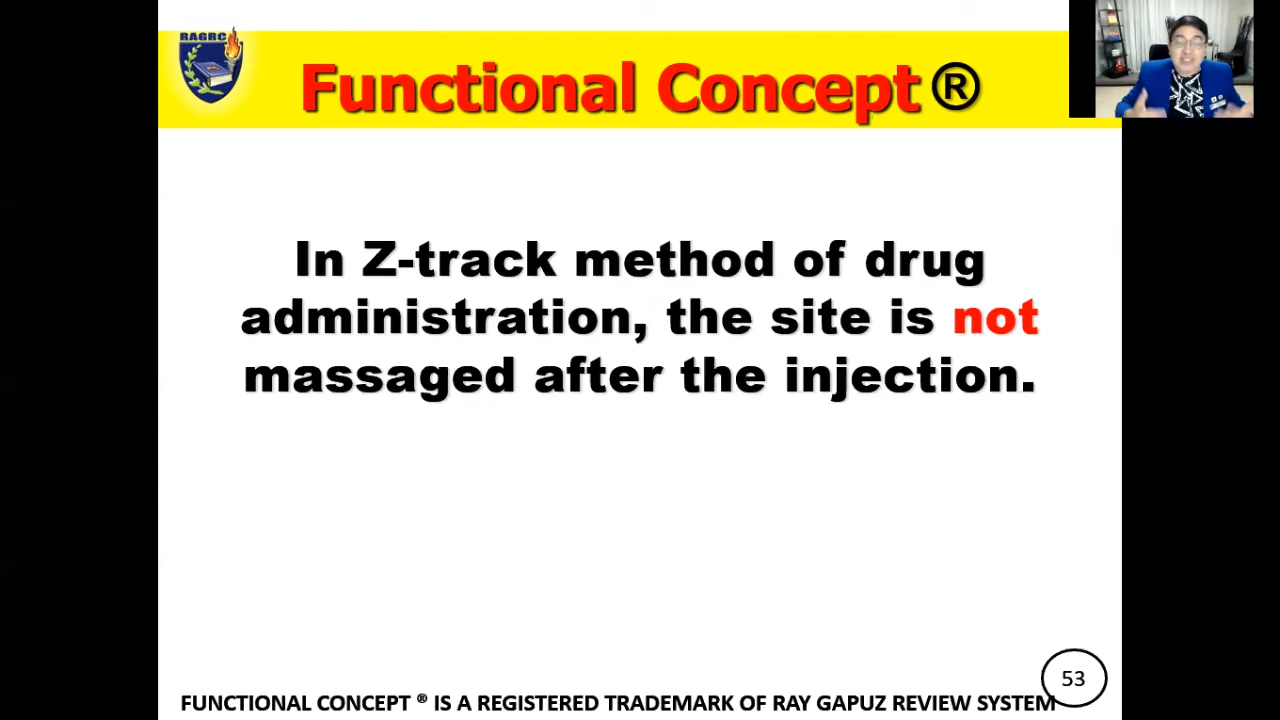 RAGRC
Functional Concept®
In Z-track method of drug
administration, the site is not
massaged after the injection.
53
FUNCTIONAL CONCEPT ® IS A REGISTERED TRADEMARK OF RAY GAPUZ REVIEW SYSTEM